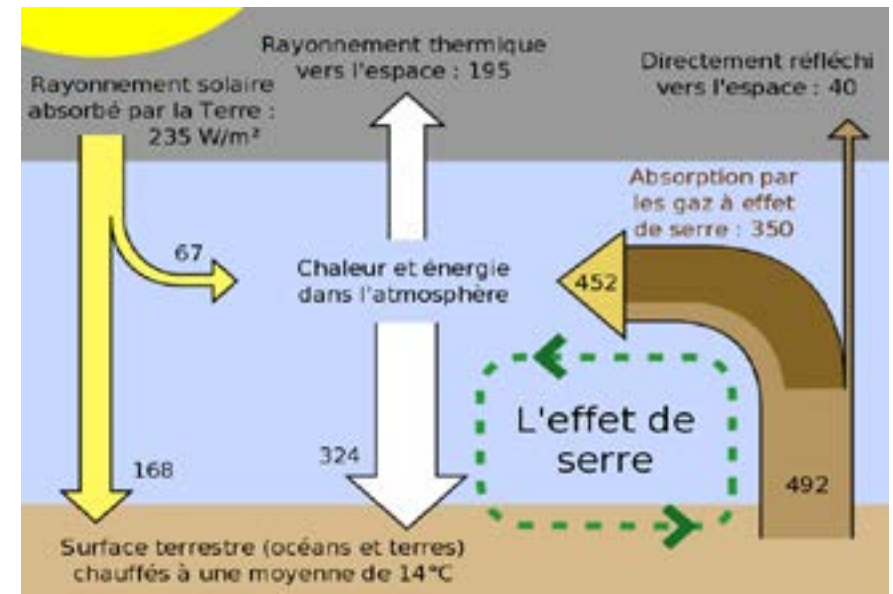 Rayonnement solaire
absorbé par la Terre :
235 W/m²
Rayonnement thermique
vers l'espace : 195
Directement réfléchi
vers l'espace : 40
Absorption par
les gaz à effet
de serre : 350
67
Chaleur et énergie
dans l'atmosphère
452
L'effet de
serre
168
324
492
Surface terrestre (océans et terres)
chauffés à une moyenne de 14°C